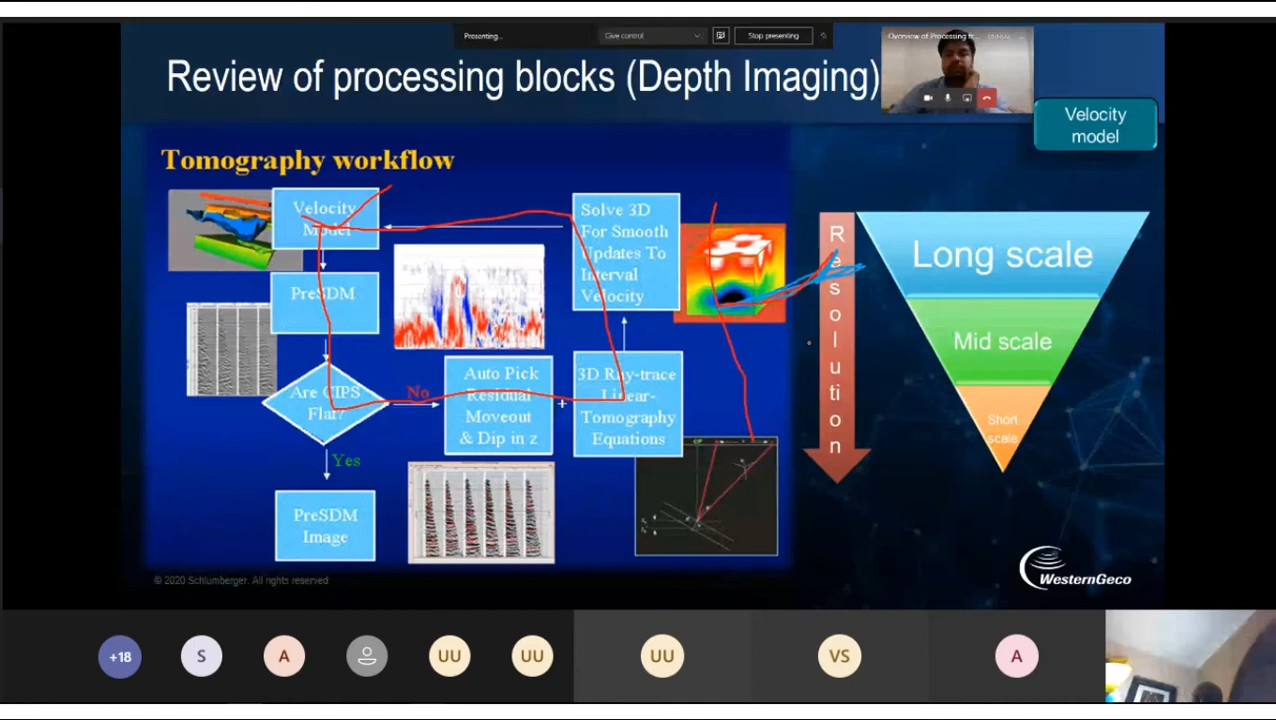 Presenting...
Give control
Stop presenting
Overview of Processing
Review of processing blocks (Depth Imaging)
Velocity
model
Tomography workflow
Velocity
Model
PreSDM
Are CIPS
Flat?
No
Yes
PreSDM
Image
Auto Pick
Residual
Moveout
& Dip in z
+
3D Ray-trace
Linear-
Tomography
Equations
Solve 3D
For Smooth
Updates To
Interval
Velocity
Resolution
Long scale
Mid scale
Short
scale
© 2020 Schlumberger. All rights reserved
WesternGeco
+18
S
A
UU
UU
UU
VS
A